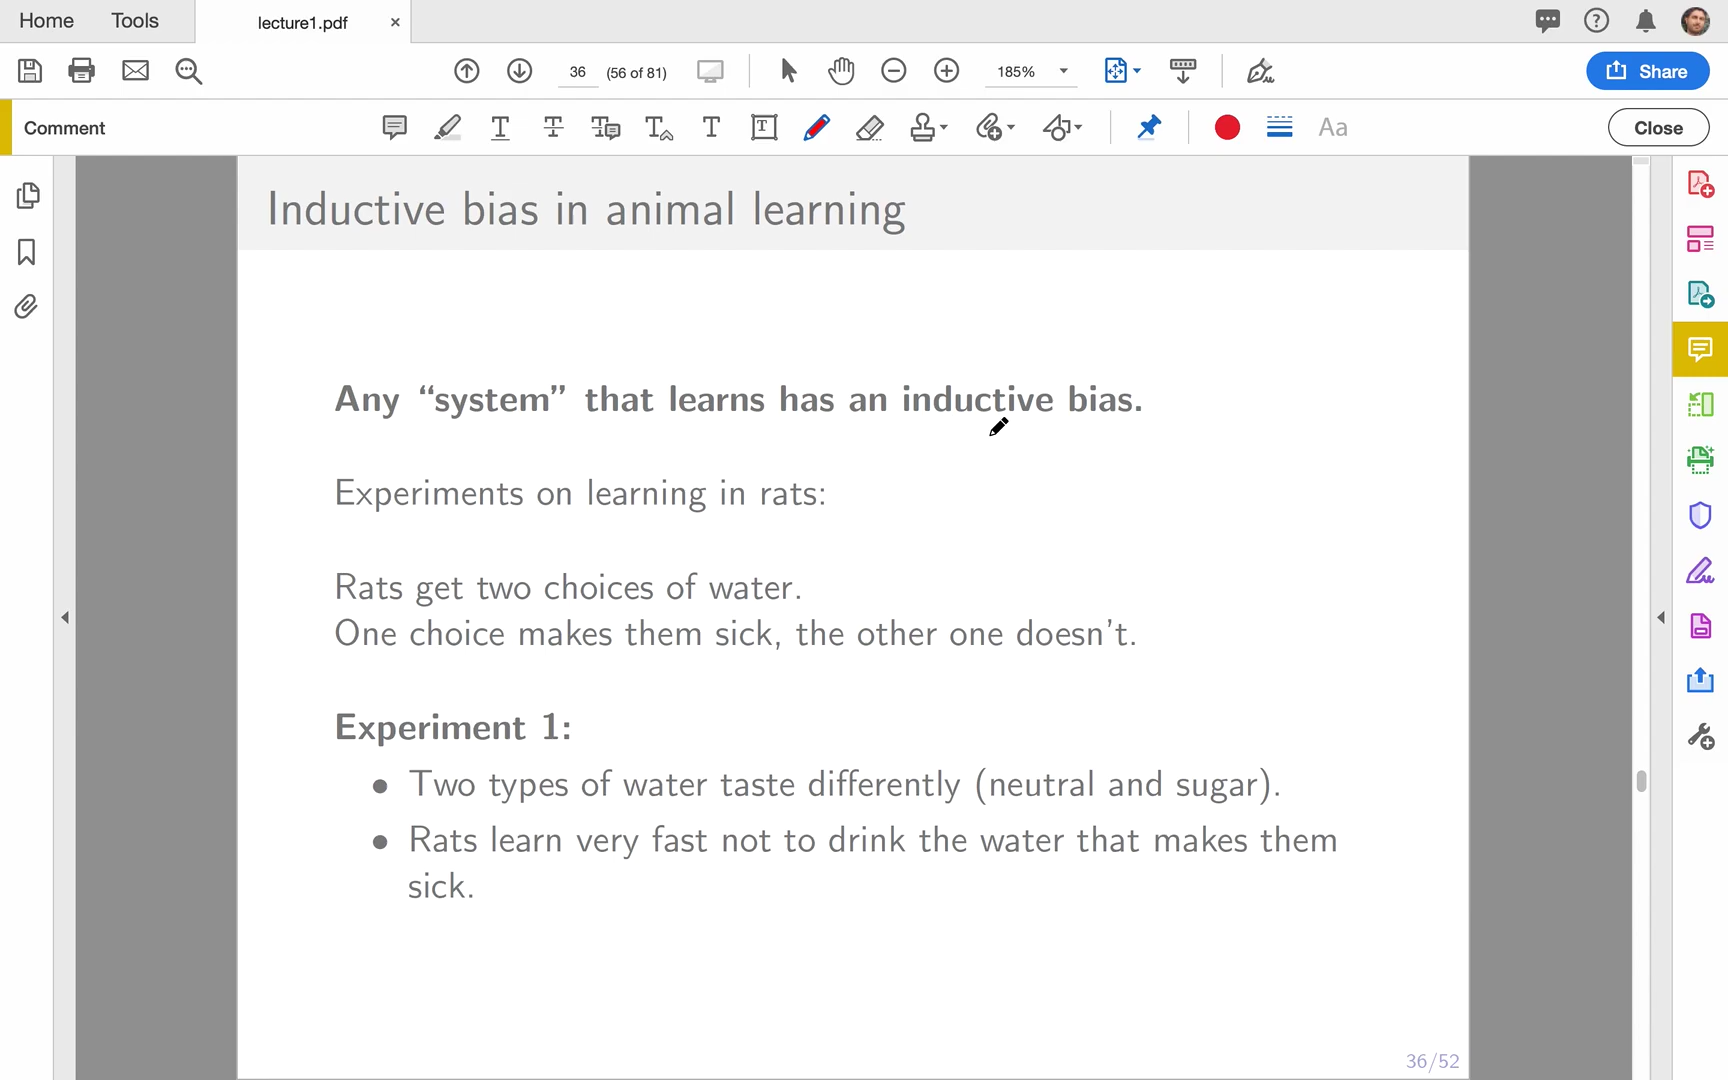 Home Tools lecture1.pdf ×
36 (56 of 81) 185% Share
Comment Aa Close
Inductive bias in animal learning
Any “system” that learns has an inductive bias.
Experiments on learning in rats:
Rats get two choices of water.
One choice makes them sick, the other one doesn’t.
Experiment 1:
• Two types of water taste differently (neutral and sugar).
• Rats learn very fast not to drink the water that makes them
sick.
36/52